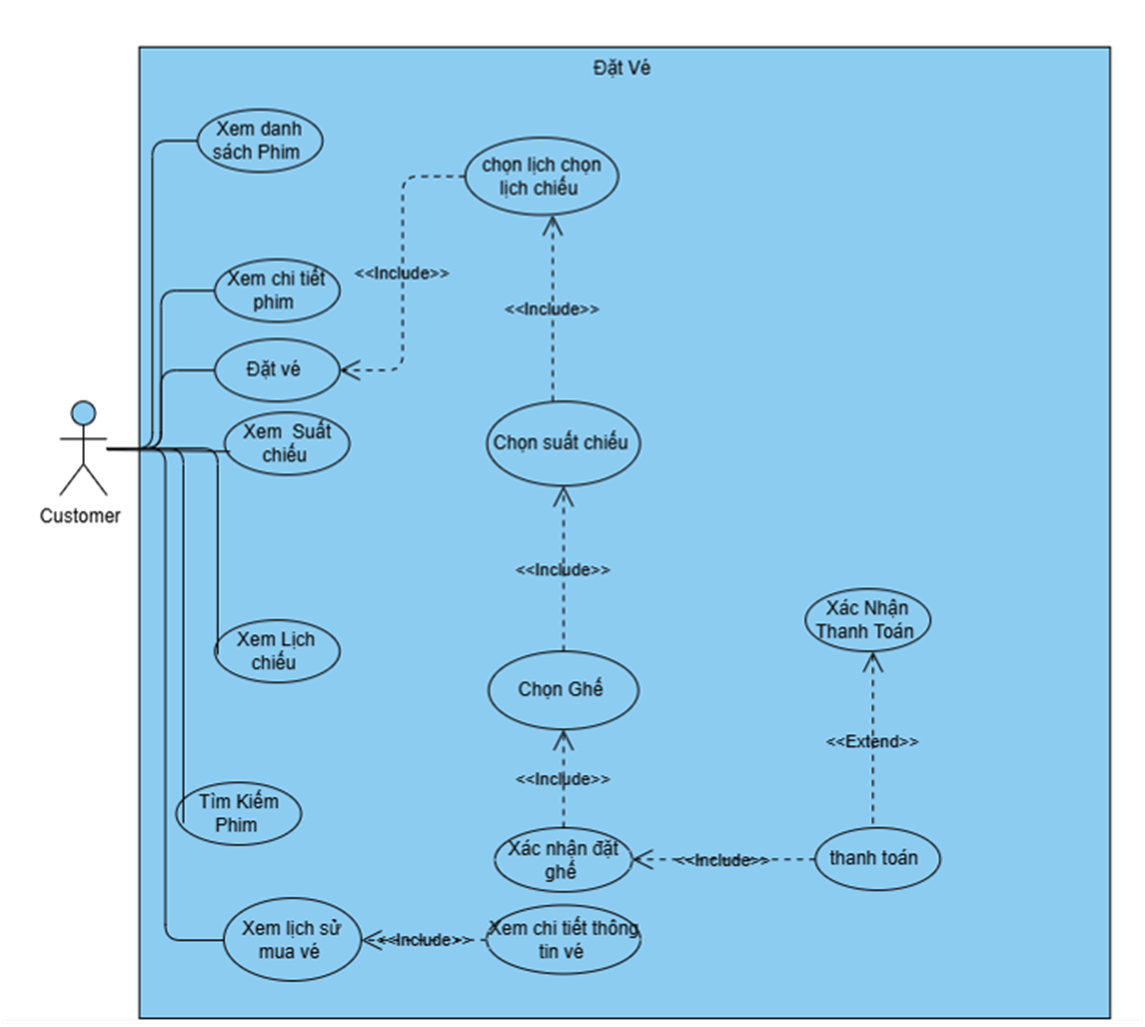 Đặt Vé
Xem danh
sách Phim
chọn lịch chọn
lịch chiếu
<<Include>>
Xem chi tiết
phim
<<Include>>
Đặt vé
Xem Suất
chiếu
Chọn suất chiếu
Customer
<<Include>>
Xem Lịch
chiếu
Xác Nhận
Thanh Toán
Chọn Ghế
<<Extend>>
<<Include>>
Tìm Kiếm
Phim
Xác nhận đặt
ghế
<<Include>>
thanh toán
Xem lịch sử
mua vé
<<Include>>
Xem chi tiết thông
tin vé